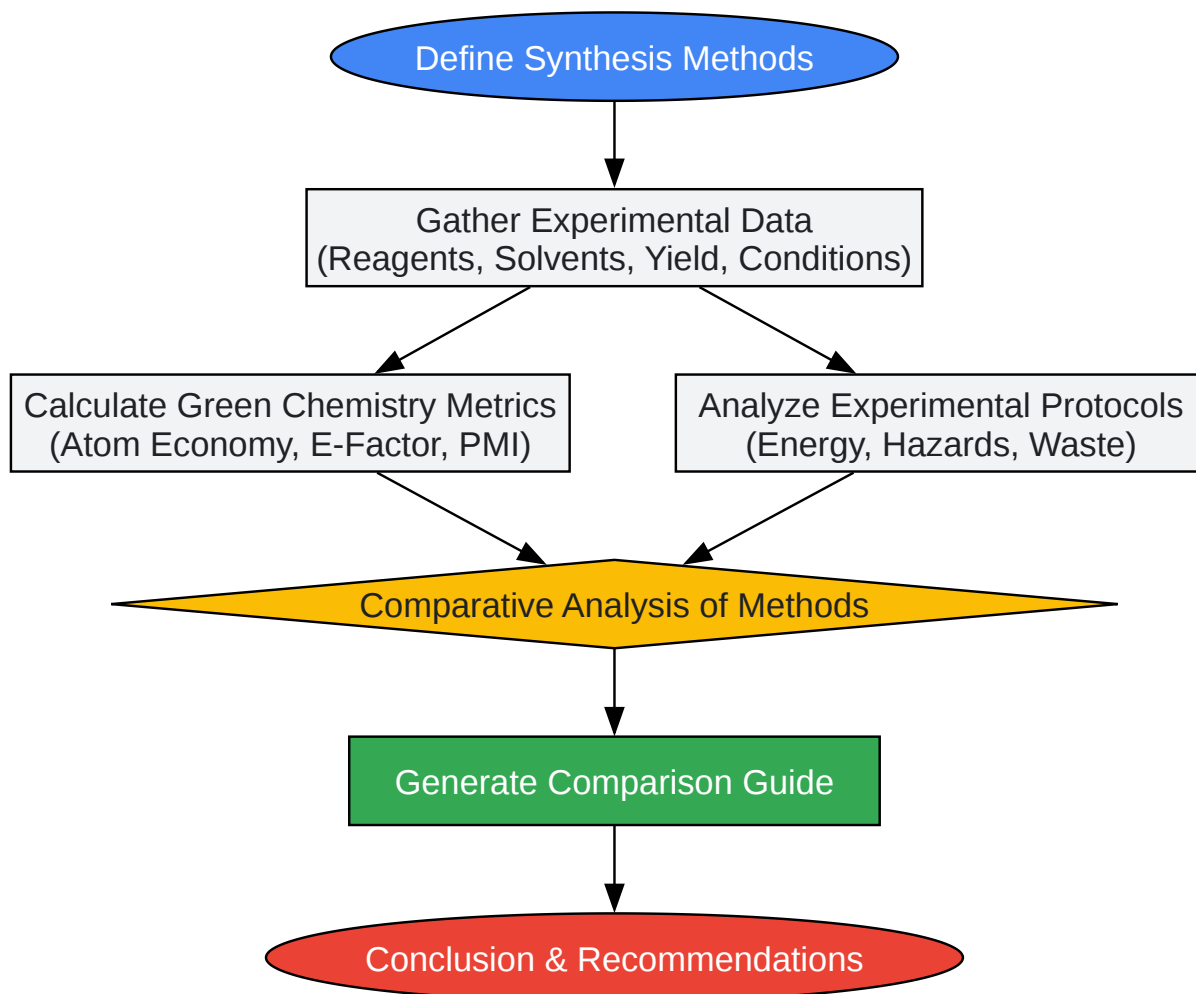 Define Synthesis Methods
Gather Experimental Data
(Reagents, Solvents, Yield, Conditions)
Calculate Green Chemistry Metrics
(Atom Economy, E-Factor, PMI)
Analyze Experimental Protocols
(Energy, Hazards, Waste)
Comparative Analysis of Methods
Generate Comparison Guide
Conclusion & Recommendations